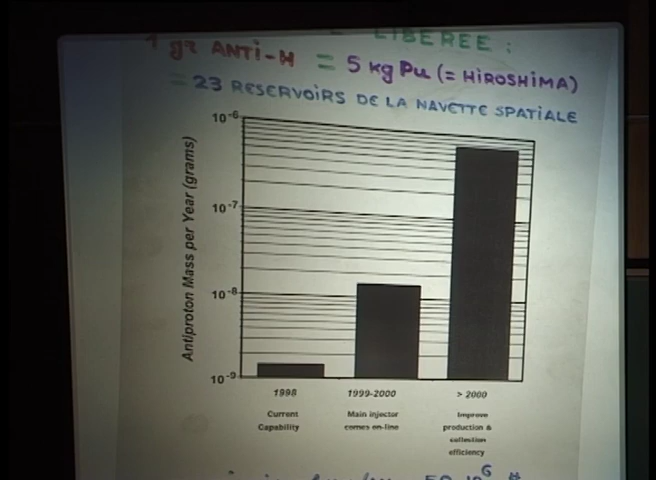 LIBEREE :
1 gr ANTI-H = 5 kg Pu (= HIROSHIMA)
= 23 RESERVOIRS DE LA NAVETTE SPATIALE
Antiproton Mass per Year (grams)
10-6
10-7
10-8
10-9
1998
Current
Capability
1999-2000
Main injector
comes on-line
> 2000
Improve
production &
collection
efficiency